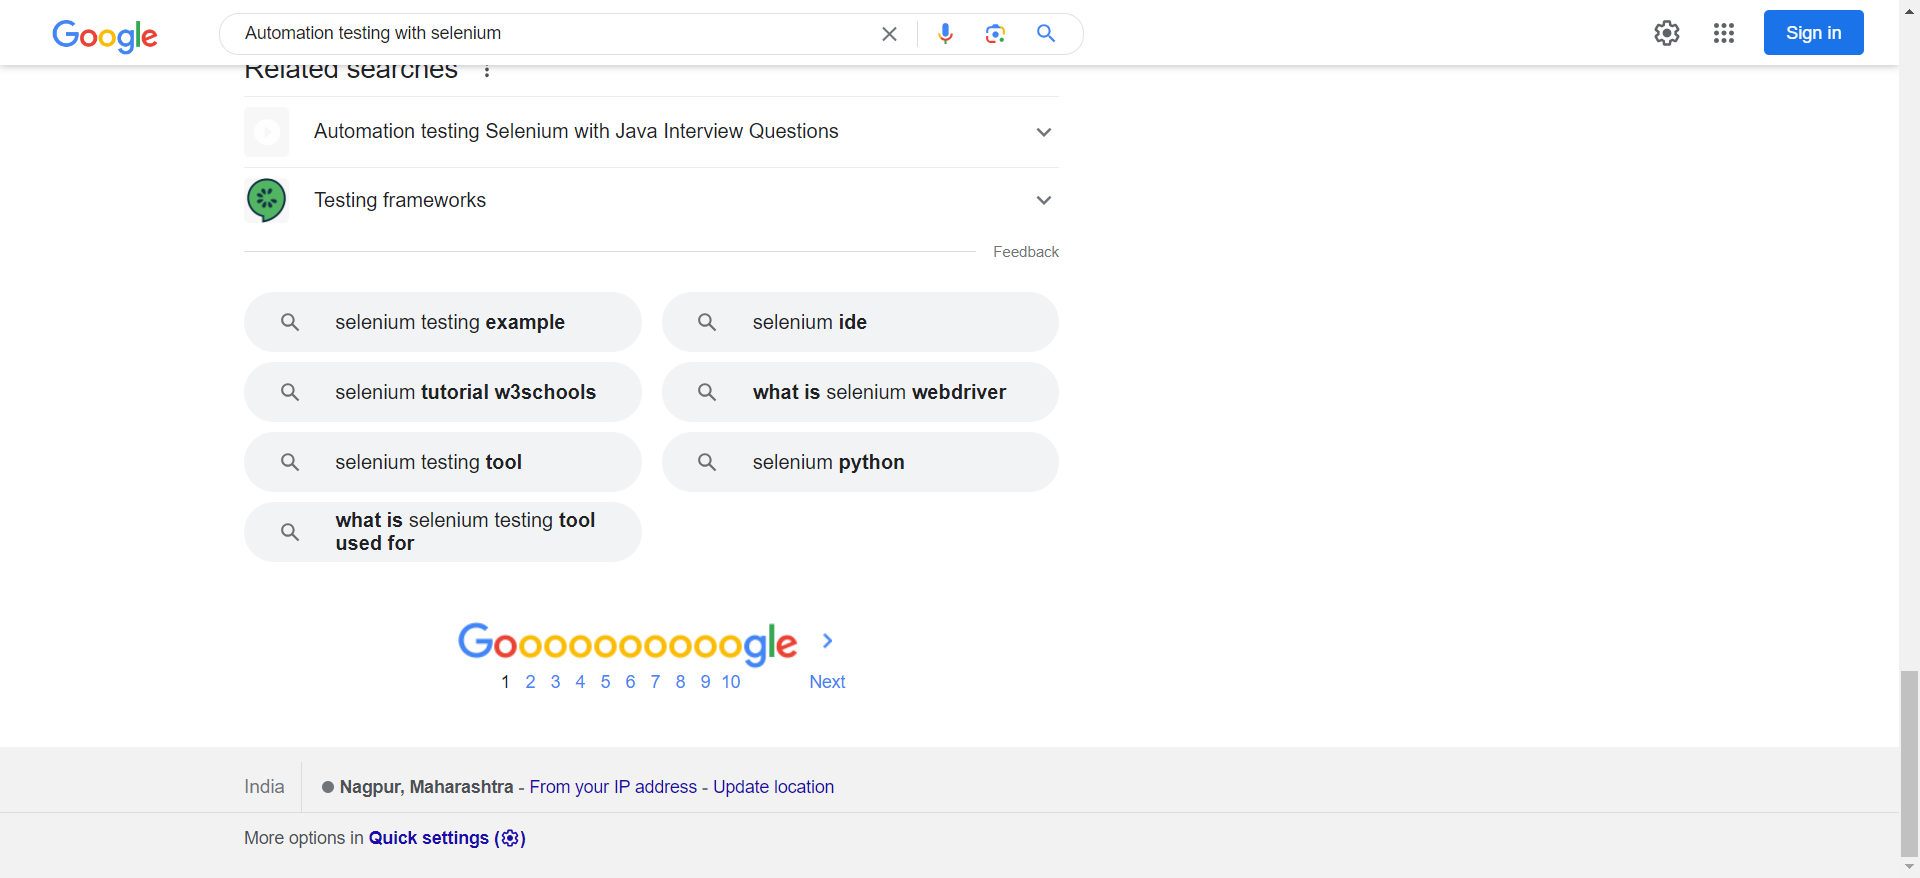 Google
Automation testing with selenium
Sign in
Related searches
Automation testing Selenium with Java Interview Questions
Testing frameworks
Feedback
selenium testing example
selenium ide
selenium tutorial w3schools
what is selenium webdriver
selenium testing tool
selenium python
what is selenium testing tool
used for
Goooooooooogle
1 2 3 4 5 6 7 8 9 10 Next
India
Nagpur, Maharashtra - From your IP address - Update location
More options in Quick settings ( )